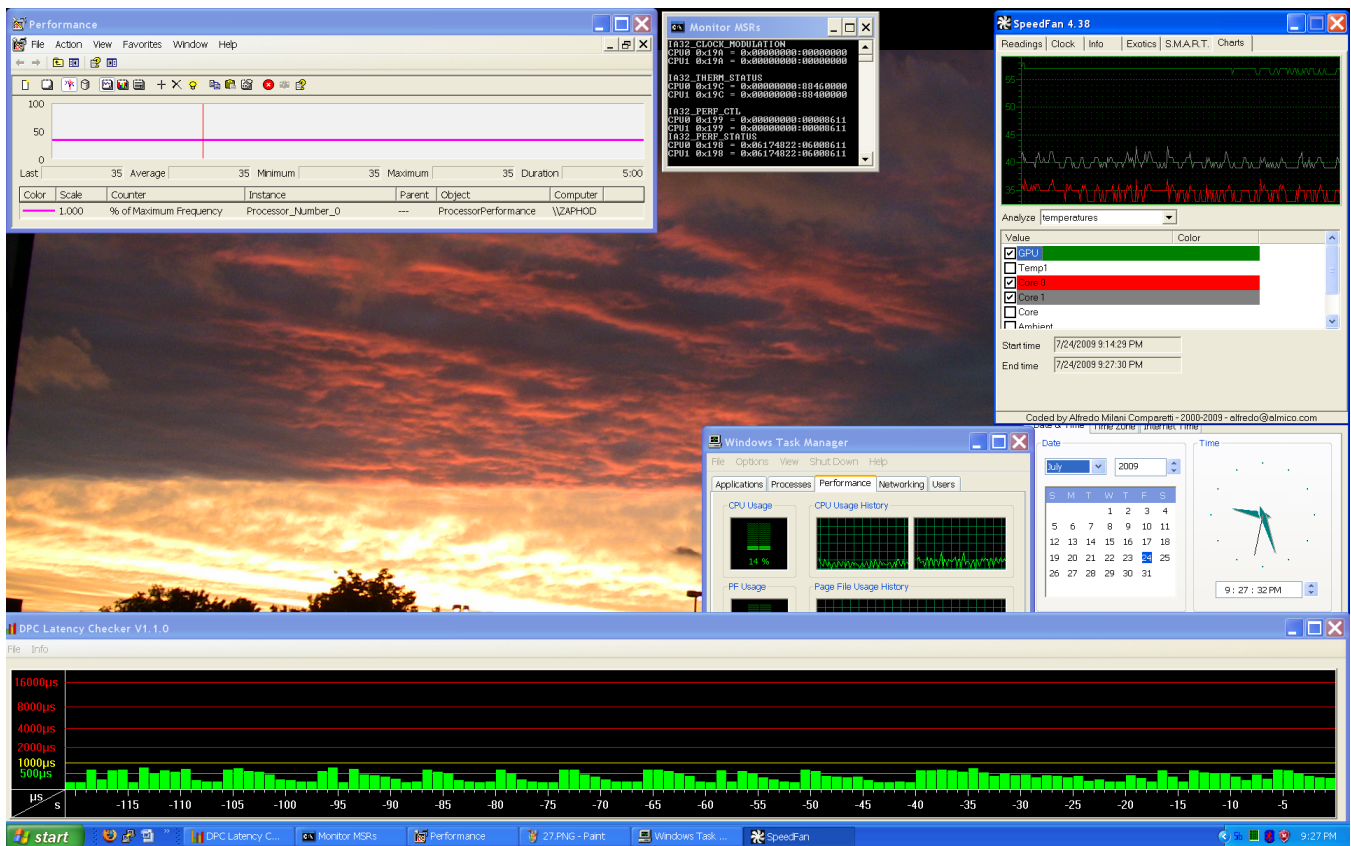 Performance
File Action View Favorites Window Help
100
50
0
Last 35 Average 35 Minimum 35 Maximum 35 Duration 5:00
Color Scale Counter Instance Parent Object Computer
1.000 % of Maximum Frequency Processor_Number_0 --- ProcessorPerformance \\ZAPHOD
Monitor MSRs
IA32_CLOCK_MODULATION
CPU0 0x19A = 0x00000000:00000000
CPU1 0x19A = 0x00000000:00000000
IA32_THERM_STATUS
CPU0 0x19C = 0x00000000:88460000
CPU1 0x19C = 0x00000000:88400000
IA32_PERF_CTL
CPU0 0x199 = 0x00000000:00008611
CPU1 0x199 = 0x00000000:00008611
IA32_PERF_STATUS
CPU0 0x198 = 0x06174822:06008611
CPU1 0x198 = 0x06174822:06008611
SpeedFan 4.38
Readings Clock Info Exotics S.M.A.R.T. Charts
55
50
45
40
35
Analyze temperatures
Value Color
GPU
Temp1
Core 0
Core 1
Core
Ambient
Start time 7/24/2009 9:14:29 PM
End time 7/24/2009 9:27:30 PM
Coded by Alfredo Milani Comparetti - 2000-2009 - alfredo@almico.com
Windows Task Manager
File Options View Shut Down Help
Applications Processes Performance Networking Users
CPU Usage CPU Usage History
14 %
PF Usage Page File Usage History
Date & Time Time Zone Internet Time
Date Time
July 2009
S M T W T F S
1 2 3 4
5 6 7 8 9 10 11
12 13 14 15 16 17 18
19 20 21 22 23 24 25
26 27 28 29 30 31
9 : 27 : 32 PM
DPC Latency Checker V1.1.0
File Info
16000µs
8000µs
4000µs
2000µs
1000µs
500µs
µs s -115 -110 -105 -100 -95 -90 -85 -80 -75 -70 -65 -60 -55 -50 -45 -40 -35 -30 -25 -20 -15 -10 -5
start DPC Latency C... Monitor MSRs Performance 27.PNG - Paint Windows Task ... SpeedFan 9:27 PM